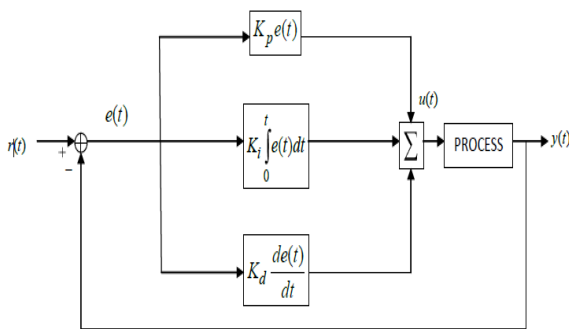 K_p e(t)
u(t)
e(t)
r(t)
+
−
K_i ∫_0^t e(t)dt
Σ
PROCESS
y(t)
K_d de(t)/dt